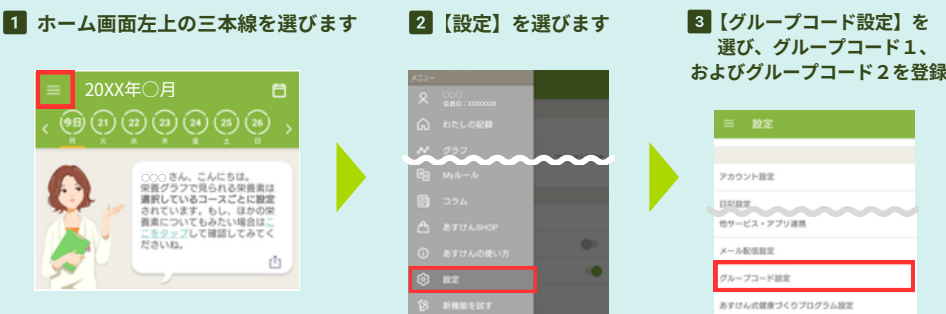 1 ホーム画面左上の三本線を選びます
20XX年○月
今日 21 22 23 24 25 26
月 火 水 木 金 土 日
○○○さん、こんにちは。
栄養グラフで見られる栄養素は
選択しているコースごとに設定
されています。もし、ほかの栄
養素についてもみたい場合はこ
こをタップして確認してみてく
ださいね。
2 【設定】を選びます
メニュー
○○○
会員ID：XXXXXXXX
わたしの記録
グラフ
Myルール
コラム
あすけんSHOP
あすけんの使い方
設定
新機能を試す
3 【グループコード設定】を
選び、グループコード１、
およびグループコード２を登録
設定
アカウント設定
日記設定
他サービス・アプリ連携
メール配信設定
グループコード設定
あすけん式健康づくりプログラム設定